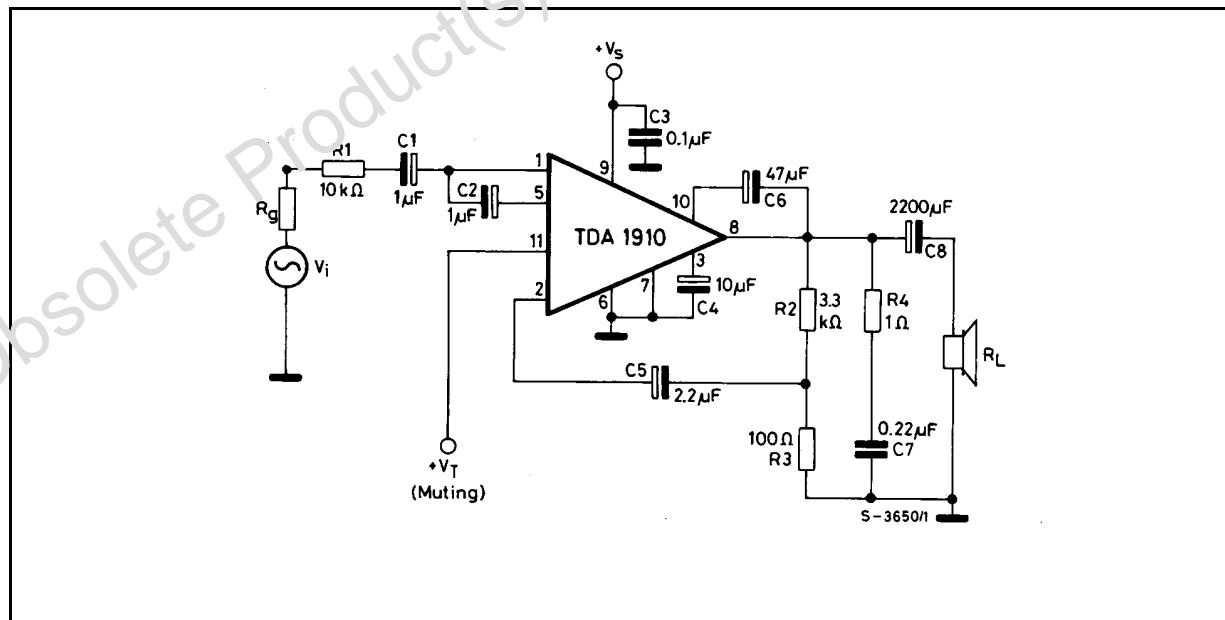 Obsolete Product(s)
+VS
C3
0.1µF
C1
R1
10kΩ
1µF
C2
1µF
Rg
Vi
1
5
11
2
9
10
8
3
7
6
TDA 1910
47µF
C6
2200µF
C8
10µF
C4
R2
3.3
kΩ
R4
1Ω
RL
C5
2.2µF
100Ω
R3
0.22µF
C7
+VT
(Muting)
S-3650/1